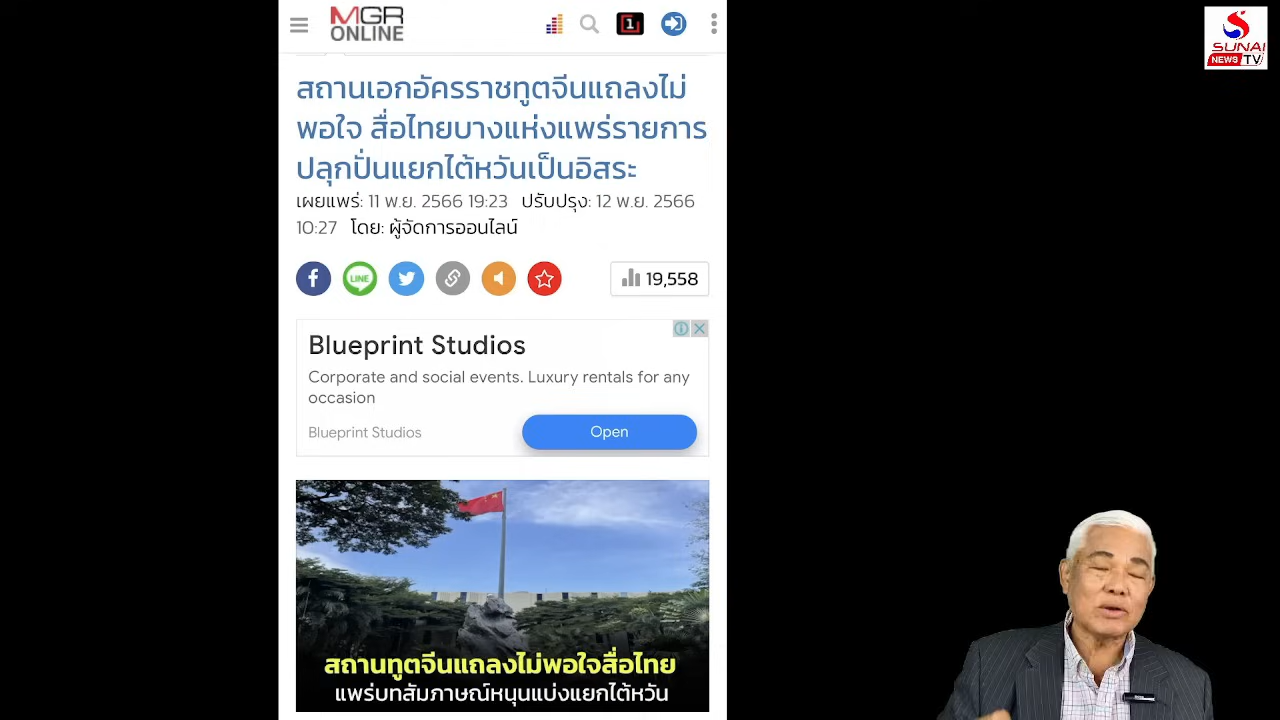 MGR
ONLINE
1
SUNAI
NEWS TV
สถานเอกอัครราชทูตจีนแถลงไม่
พอใจ สื่อไทยบางแห่งแพร่รายการ
ปลุกปั่นแยกไต้หวันเป็นอิสระ
เผยแพร่: 11 พ.ย. 2566 19:23 ปรับปรุง: 12 พ.ย. 2566
10:27 โดย: ผู้จัดการออนไลน์
LINE
19,558
Blueprint Studios
Corporate and social events. Luxury rentals for any
occasion
Blueprint Studios
Open
สถานทูตจีนแถลงไม่พอใจสื่อไทย
แพร่บทสัมภาษณ์หนุนแบ่งแยกไต้หวัน